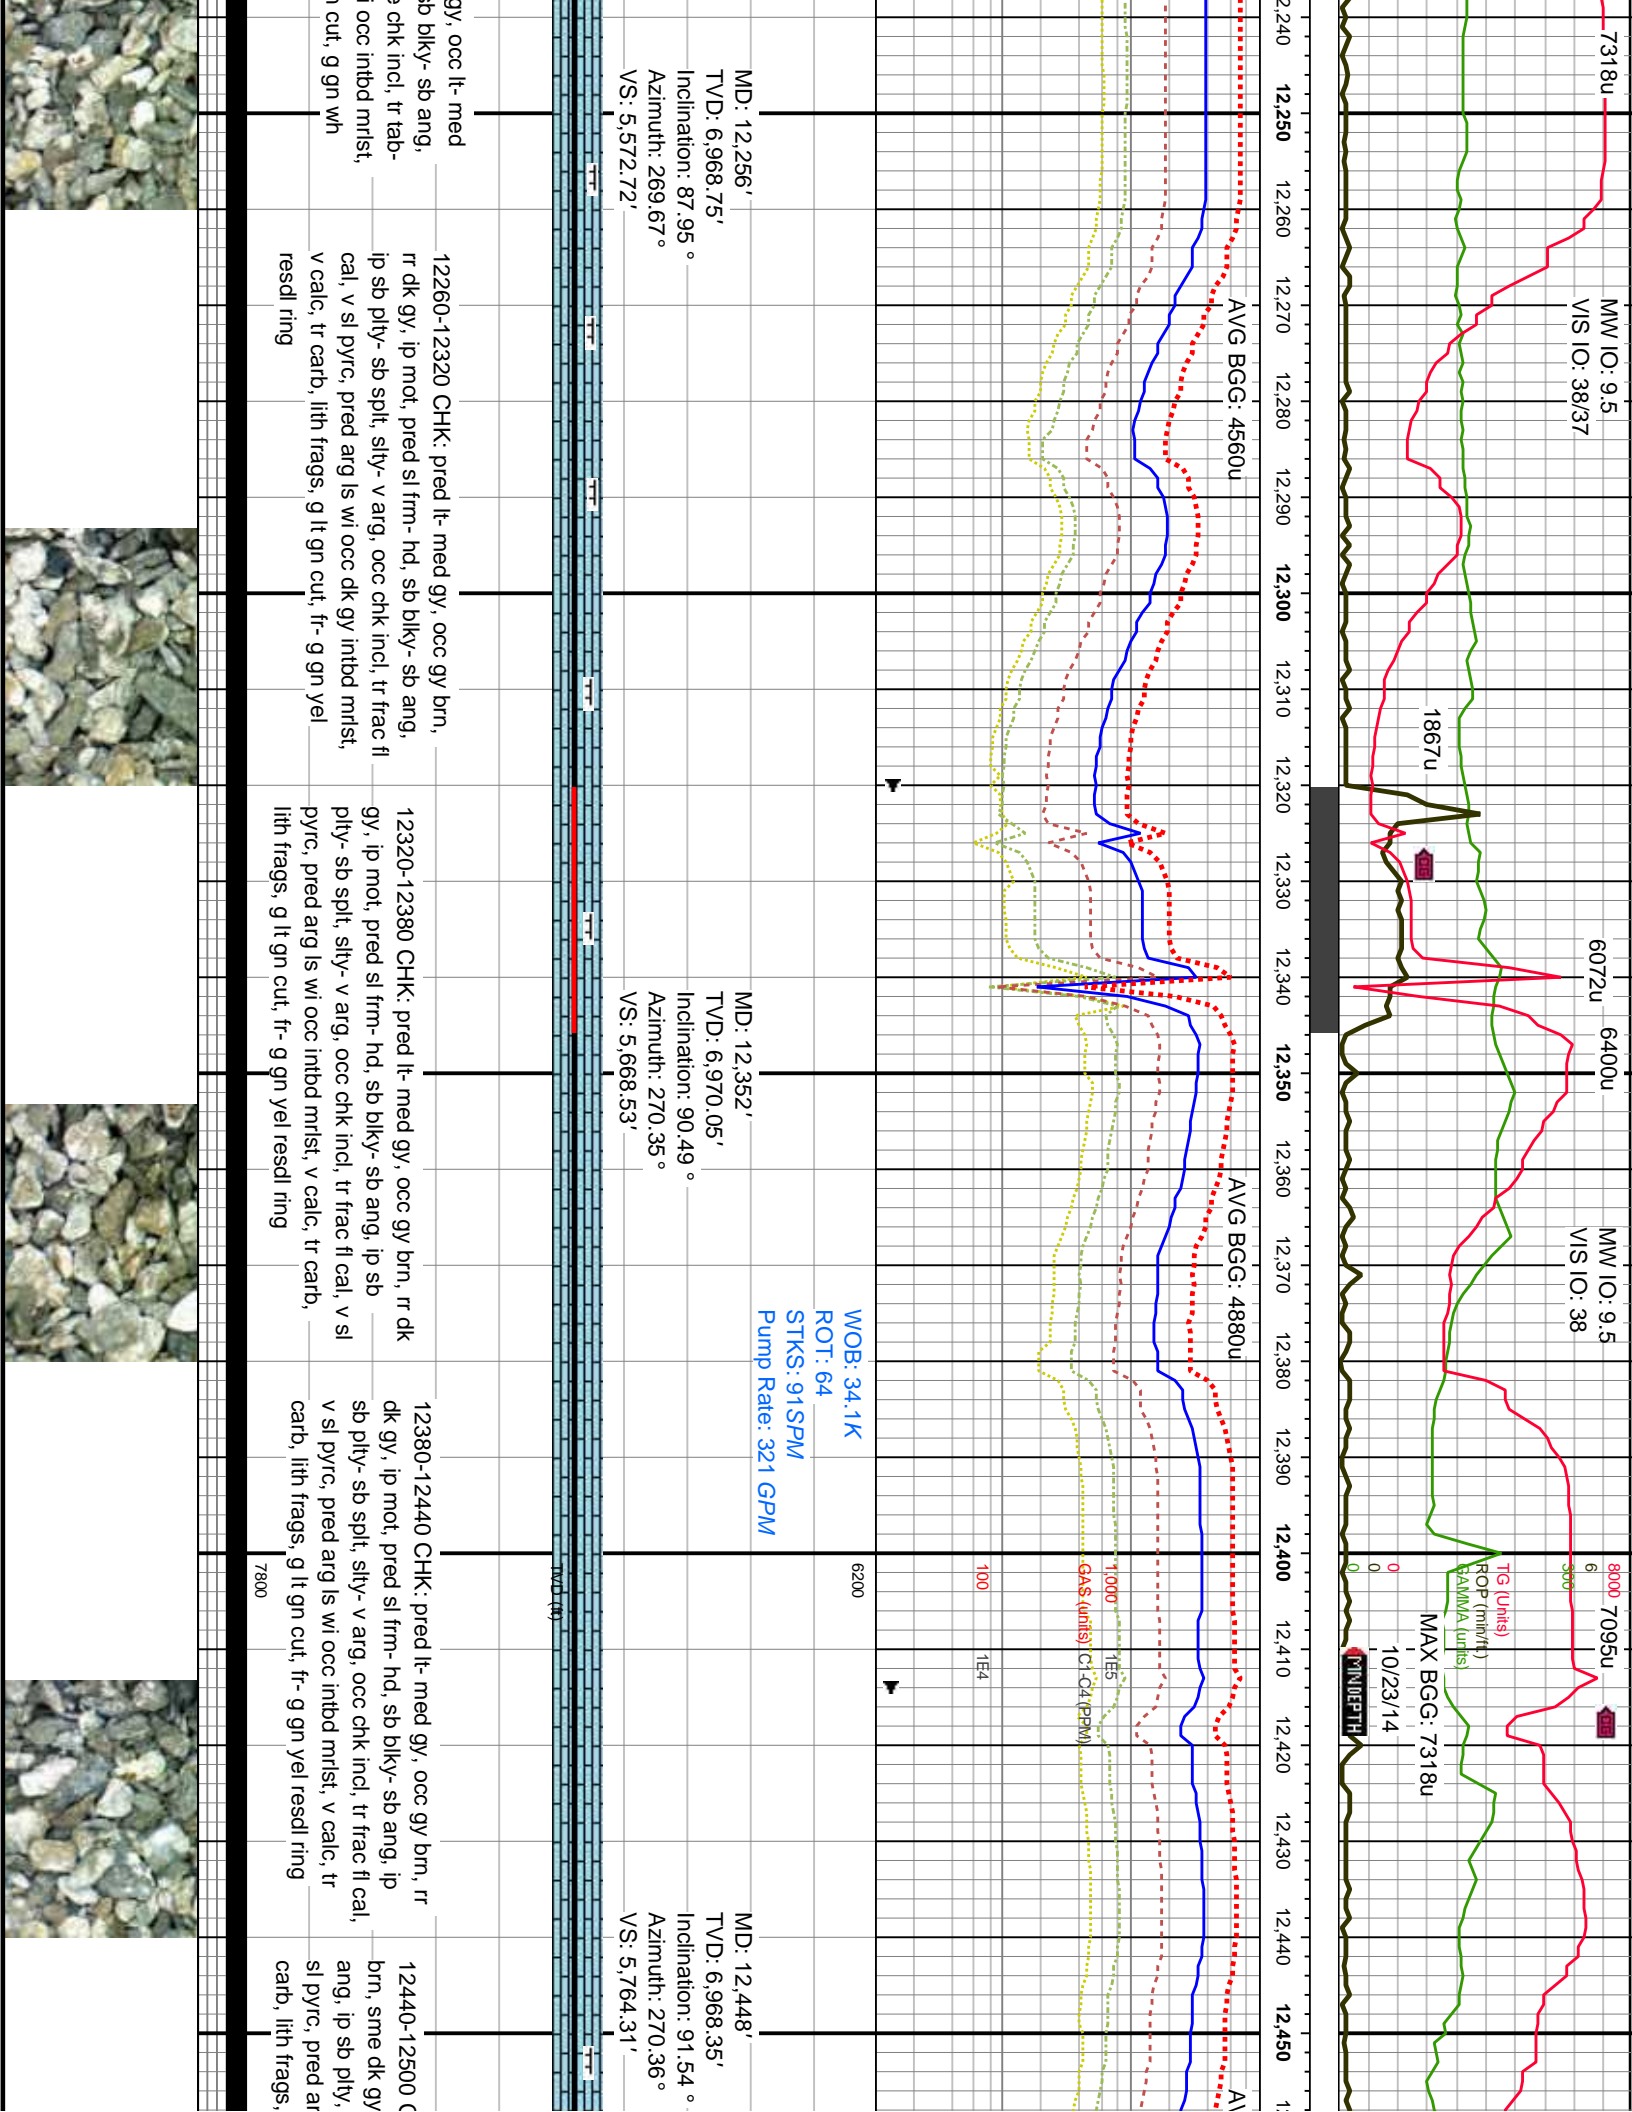 7318u
MW IO: 9.5
VIS IO: 38/37
1867u
6072u
6400u
MW IO: 9.5
VIS IO: 38
8000
6
300
TG (Units)
ROP (min/ft)
GAMMA (units)
0
0
0
7095u
MAX BGG: 7318u
10/23/14
MN DEPTH
12,250
12,260
12,270
12,280
12,290
12,300
12,310
12,320
12,330
12,340
12,350
12,360
12,370
12,380
12,390
12,400
12,410
12,420
12,430
12,440
12,450
AVG BGG: 4560u
AVG BGG: 4880u
1,000
GAS (units)
100
1E5
C1-C4 (PPM)
1E4
WOB: 34.1K
ROT: 64
STKS: 91SPM
Pump Rate: 321 GPM
6200
MD: 12,256'
TVD: 6,968.75'
Inclination: 87.95 °
Azimuth: 269.67°
VS: 5,572.72'
MD: 12,352'
TVD: 6,970.05'
Inclination: 90.49 °
Azimuth: 270.35°
VS: 5,668.53'
MD: 12,448'
TVD: 6,968.35'
Inclination: 91.54 °
Azimuth: 270.36°
VS: 5,764.31'
TVD (ft)
7800
gy, occ lt- med
sb blky- sb ang,
chk incl, tr tab-
occ intbd mrlst,
cut, g gn wh
12260-12320 CHK: pred lt- med gy, occ gy brn,
rr dk gy, ip mot, pred sl frm- hd, sb blky- sb ang,
ip sb plty- sb splt, slty- v arg, occ chk incl, tr frac fl
cal, v sl pyrc, pred arg ls wi occ dk gy intbd mrlst,
v calc, tr carb, lith frags, g lt gn cut, fr- g gn yel
resdl ring
12320-12380 CHK: pred lt- med gy, occ gy brn, rr dk
gy, ip mot, pred sl frm- hd, sb blky- sb ang, ip sb
plty- sb splt, slty- v arg, occ chk incl, tr frac fl cal, v sl
pyrc, pred arg ls wi occ intbd mrlst, v calc, tr carb,
lith frags, g lt gn cut, fr- g gn yel resdl ring
12380-12440 CHK: pred lt- med gy, occ gy brn, rr
dk gy, ip mot, pred sl frm- hd, sb blky- sb ang, ip
sb plty- sb splt, slty- v arg, occ chk incl, tr frac fl cal,
v sl pyrc, pred arg ls wi occ intbd mrlst, v calc, tr
carb, lith frags, g lt gn cut, fr- g gn yel resdl ring
12440-12500
brn, sme dk gy
ang, ip sb plty,
sl pyrc, pred
carb, lith frags,